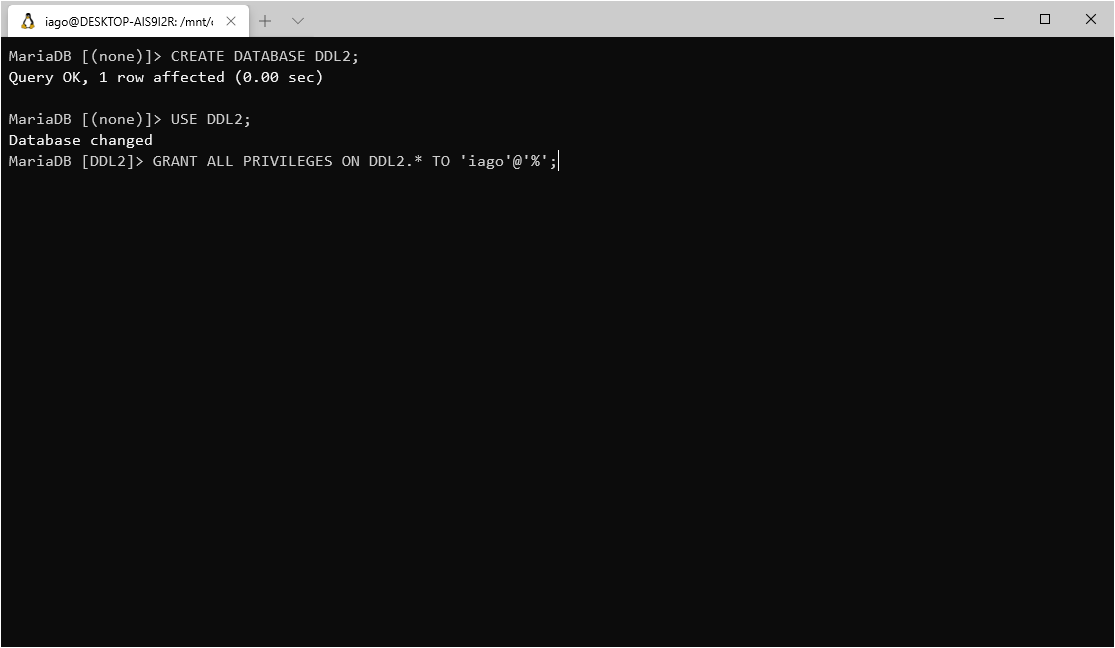 iago@DESKTOP-AIS9I2R: /mnt/c
MariaDB [(none)]> CREATE DATABASE DDL2;
Query OK, 1 row affected (0.00 sec)
MariaDB [(none)]> USE DDL2;
Database changed
MariaDB [DDL2]> GRANT ALL PRIVILEGES ON DDL2.* TO 'iago'@'%';